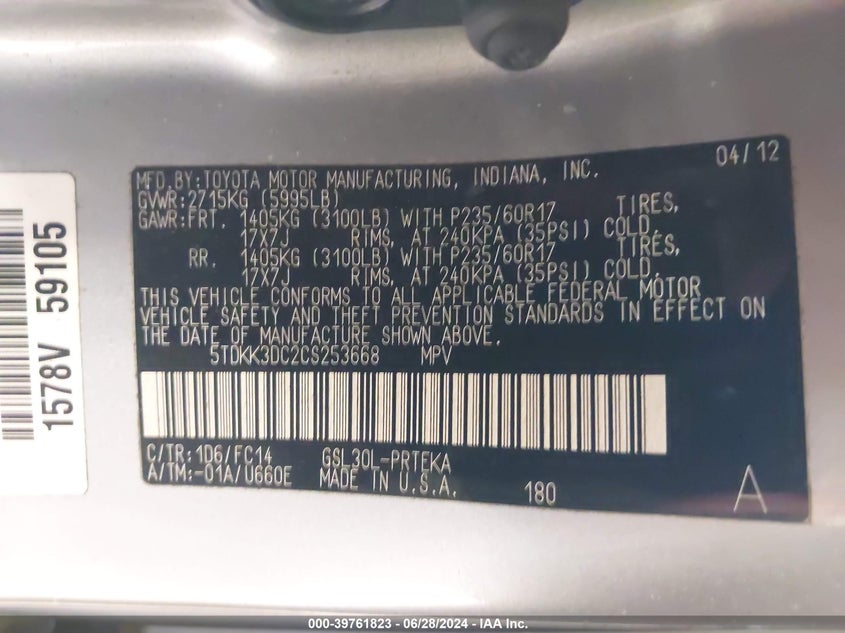 04/12
MFD.BY:TOYOTA MOTOR MANUFACTURING, INDIANA, INC.
GVWR:2715KG (5995LB)
GAWR:FRT. 1405KG (3100LB) WITH P235/60R17 TIRES,
17X7J RIMS, AT 240KPA (35PSI) COLD.
RR. 1405KG (3100LB) WITH P235/60R17 TIRES,
17X7J RIMS, AT 240KPA (35PSI) COLD.
THIS VEHICLE CONFORMS TO ALL APPLICABLE FEDERAL MOTOR
VEHICLE SAFETY AND THEFT PREVENTION STANDARDS IN EFFECT ON
THE DATE OF MANUFACTURE SHOWN ABOVE.
5TDKK3DC2CS253668 MPV
C/TR:1D6/FC14 GSL30L-PRTEKA
A/TM:-01A/U660E MADE IN U.S.A. 180 A
1578V 59105
000-39761823 - 06/28/2024 - IAA Inc.